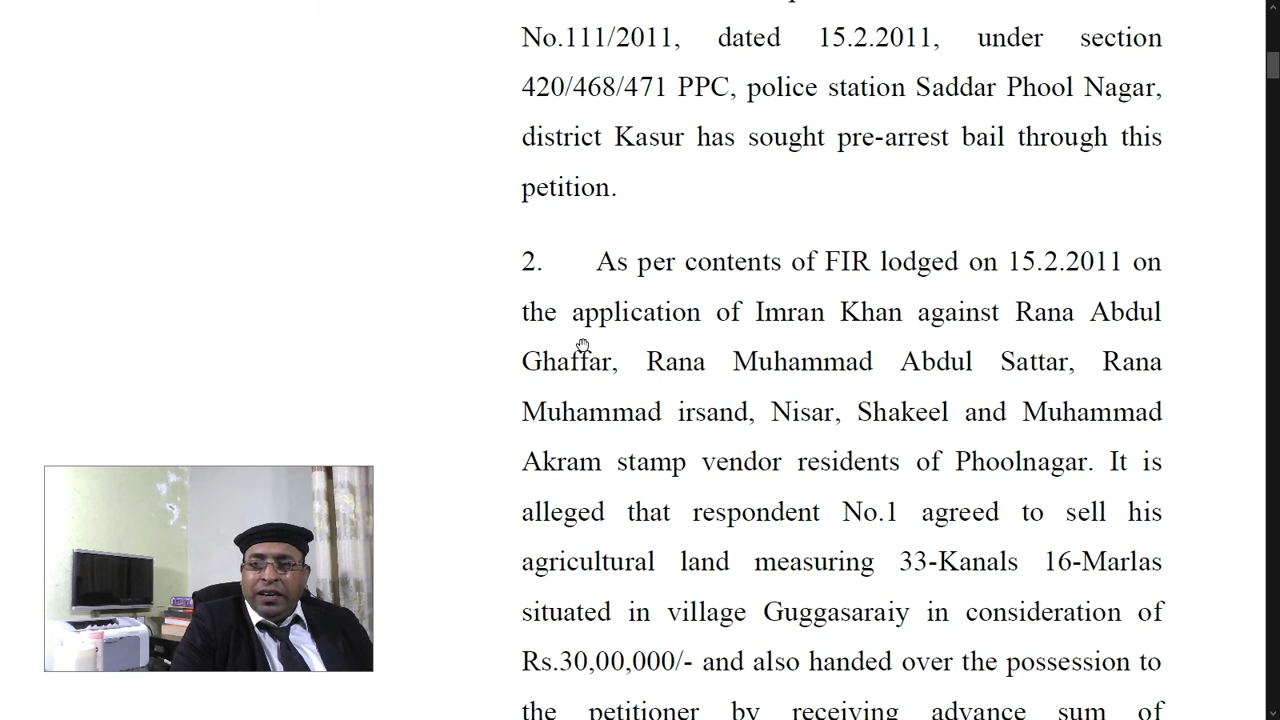 No.111/2011, dated 15.2.2011, under section
420/468/471 PPC, police station Saddar Phool Nagar,
district Kasur has sought pre-arrest bail through this
petition.
2. As per contents of FIR lodged on 15.2.2011 on
the application of Imran Khan against Rana Abdul
Ghaffar, Rana Muhammad Abdul Sattar, Rana
Muhammad irsand, Nisar, Shakeel and Muhammad
Akram stamp vendor residents of Phoolnagar. It is
alleged that respondent No.1 agreed to sell his
agricultural land measuring 33-Kanals 16-Marlas
situated in village Guggasaraiy in consideration of
Rs.30,00,000/- and also handed over the possession to
the petitioner by receiving advance sum of